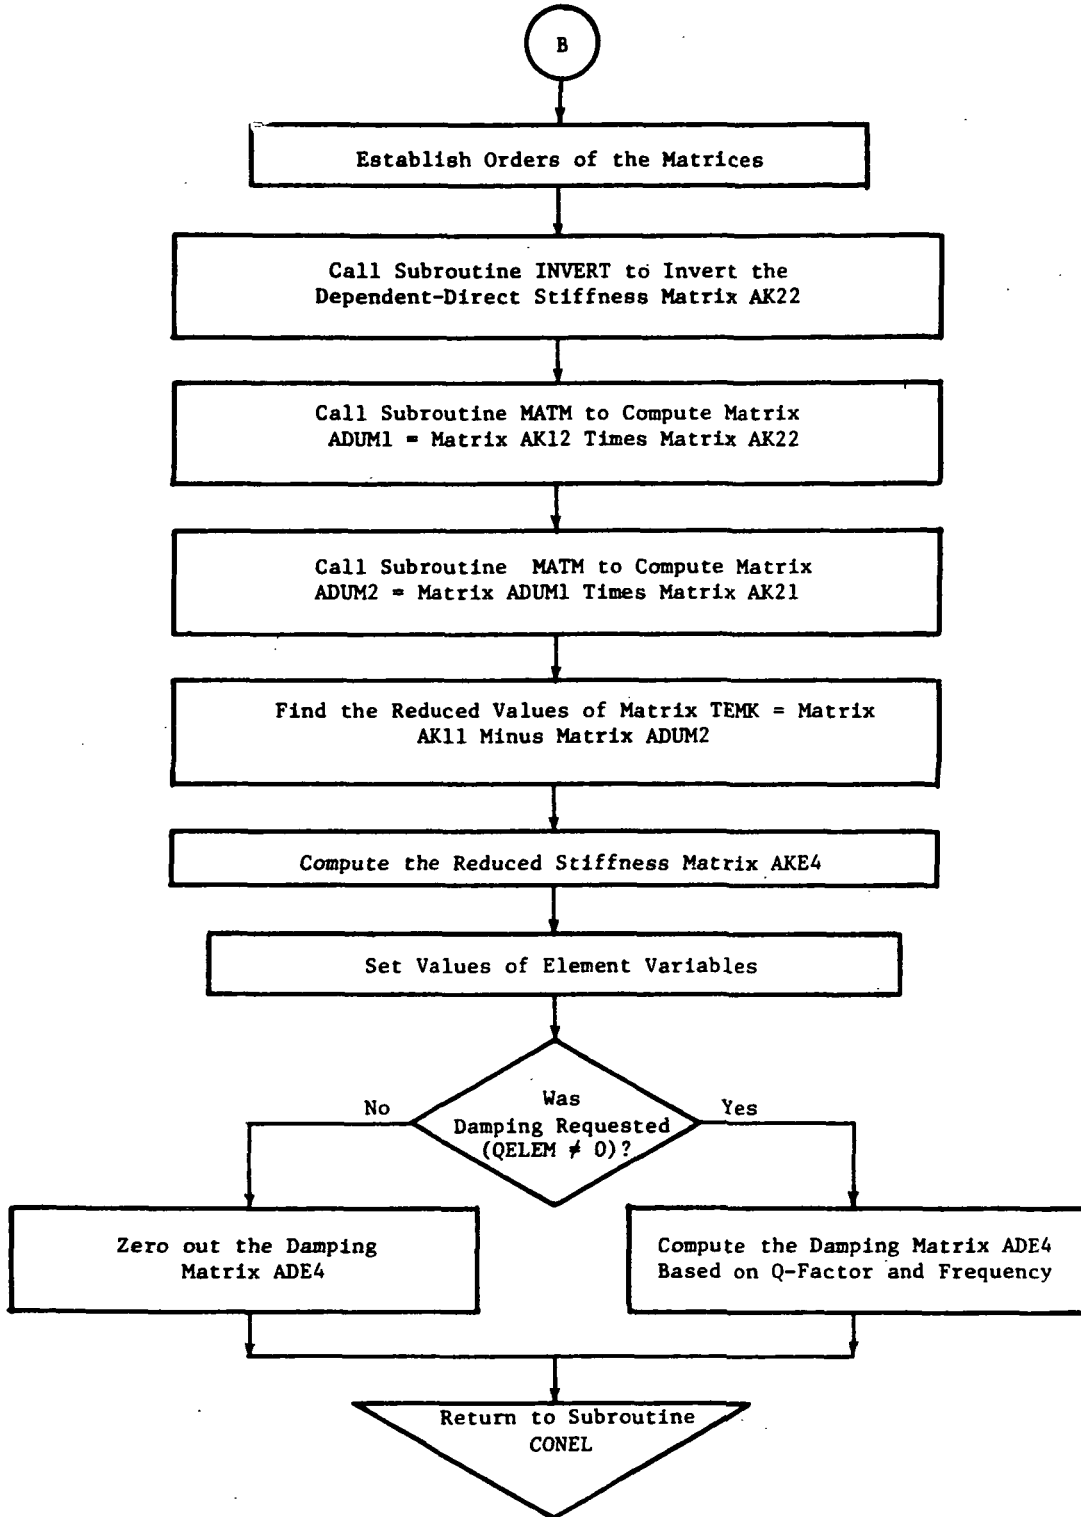 B
Establish Orders of the Matrices
Call Subroutine INVERT to Invert the
Dependent-Direct Stiffness Matrix AK22
Call Subroutine MATM to Compute Matrix
ADUM1 = Matrix AK12 Times Matrix AK22
Call Subroutine MATM to Compute Matrix
ADUM2 = Matrix ADUM1 Times Matrix AK21
Find the Reduced Values of Matrix TEMK = Matrix
AK11 Minus Matrix ADUM2
Compute the Reduced Stiffness Matrix AKE4
Set Values of Element Variables
Was
Damping Requested
(QELEM ≠ 0)?
No
Yes
Zero out the Damping
Matrix ADE4
Compute the Damping Matrix ADE4
Based on Q-Factor and Frequency
Return to Subroutine
CONEL